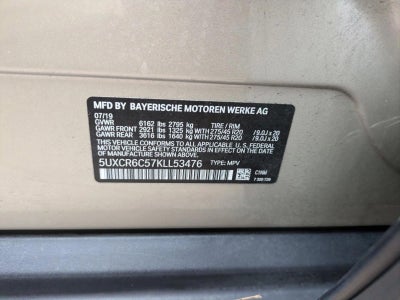 MFD BY BAYERISCHE MOTOREN WERKE AG
07/19
GVWR 6162 lbs 2795 kg TIRE / RIM
GAWR FRONT 2921 lbs 1325 kg WITH 275/45 R20 /9.0J x 20
GAWR REAR 3616 lbs 1640 kg WITH 275/45 R20 /9.0J x 20
THIS VEHICLE CONFORMS TO ALL APPLICABLE U.S. FEDERAL
MOTOR VEHICLE SAFETY STANDARDS IN EFFECT ON THE DATE
OF MANUFACTURE SHOWN ABOVE.
5UXCR6C57KLL53476 TYPE: MPV